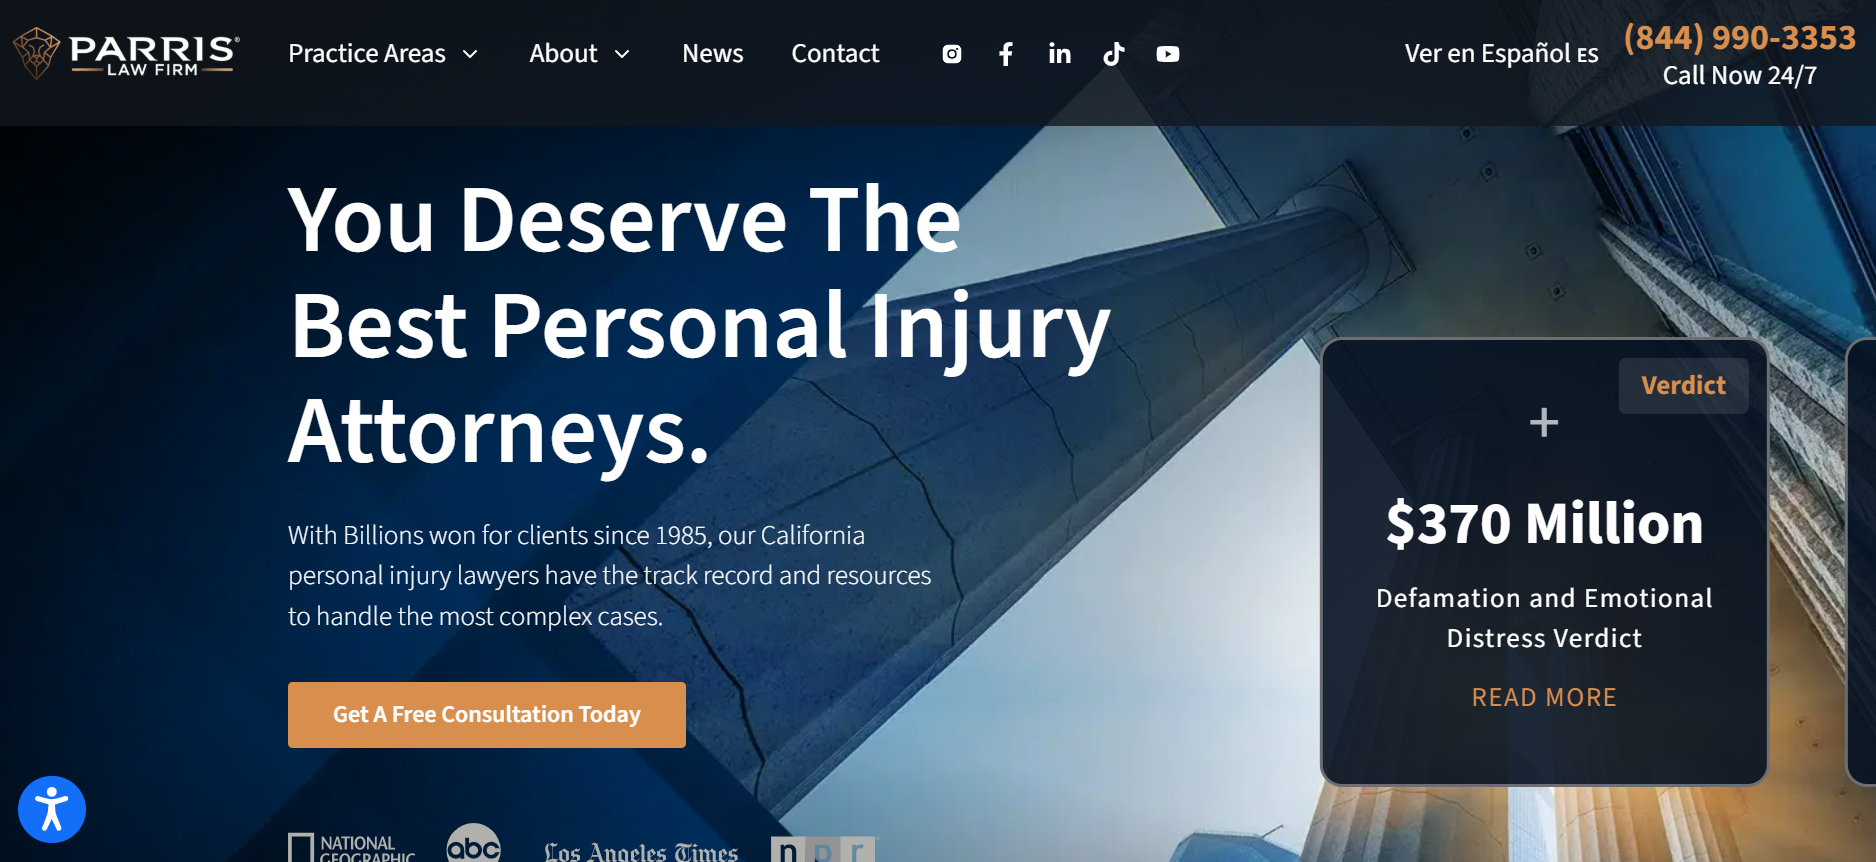 PARRIS®
LAW FIRM
Practice Areas
About
News
Contact
Ver en Español ES
(844) 990-3353
Call Now 24/7
You Deserve The
Best Personal Injury
Attorneys.
With Billions won for clients since 1985, our California
personal injury lawyers have the track record and resources
to handle the most complex cases.
Get A Free Consultation Today
Verdict
+
$370 Million
Defamation and Emotional
Distress Verdict
READ MORE
NATIONAL
GEOGRAPHIC
abc
Los Angeles Times
npr